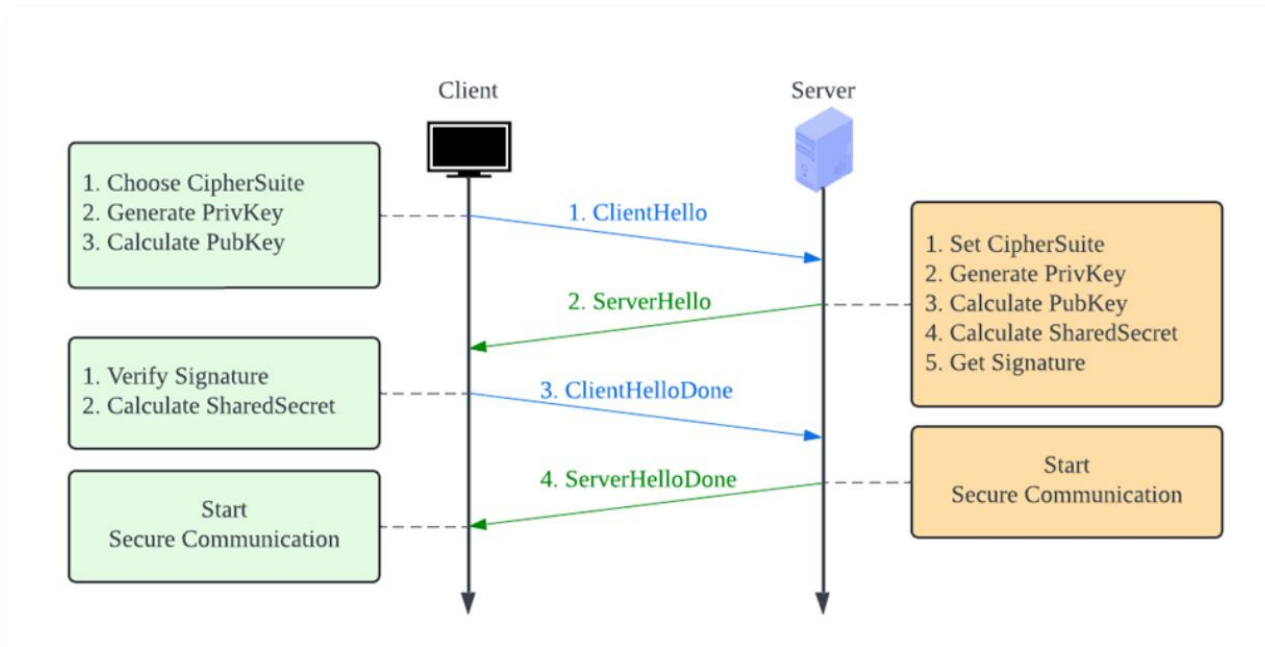 Client
Server
1. Choose CipherSuite
2. Generate PrivKey
3. Calculate PubKey
1. ClientHello
1. Set CipherSuite
2. Generate PrivKey
3. Calculate PubKey
4. Calculate SharedSecret
5. Get Signature
2. ServerHello
1. Verify Signature
2. Calculate SharedSecret
3. ClientHelloDone
4. ServerHelloDone
Start
Secure Communication
Start
Secure Communication